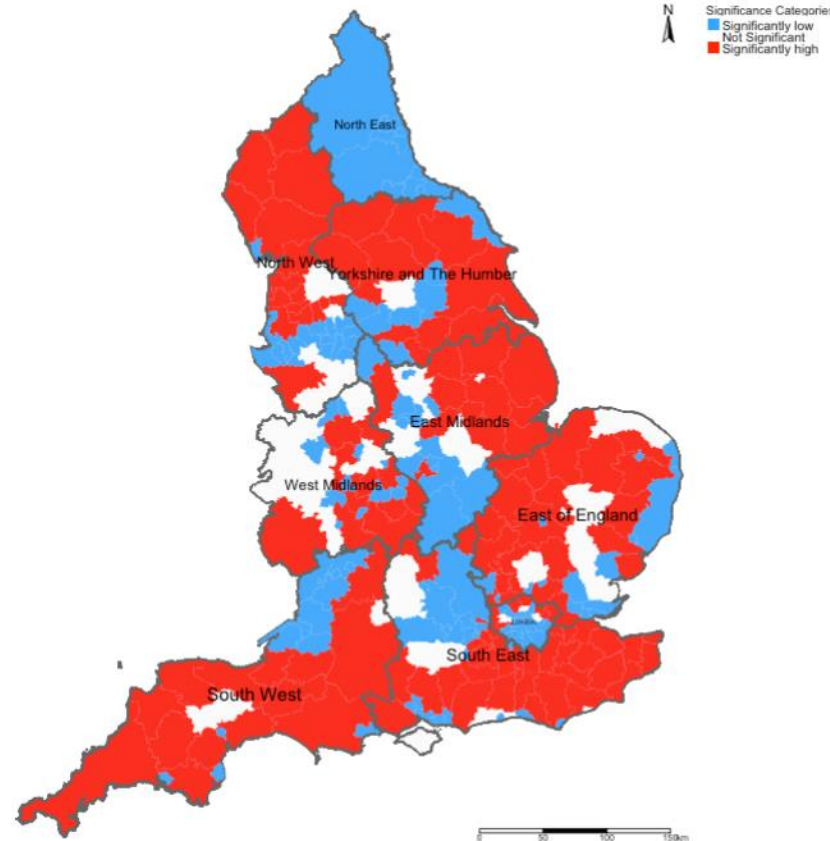 N
Significance Categories
Significantly low
Not Significant
Significantly high
North East
North West
Yorkshire and The Humber
East Midlands
West Midlands
East of England
London
South East
South West
0 50 100 150km